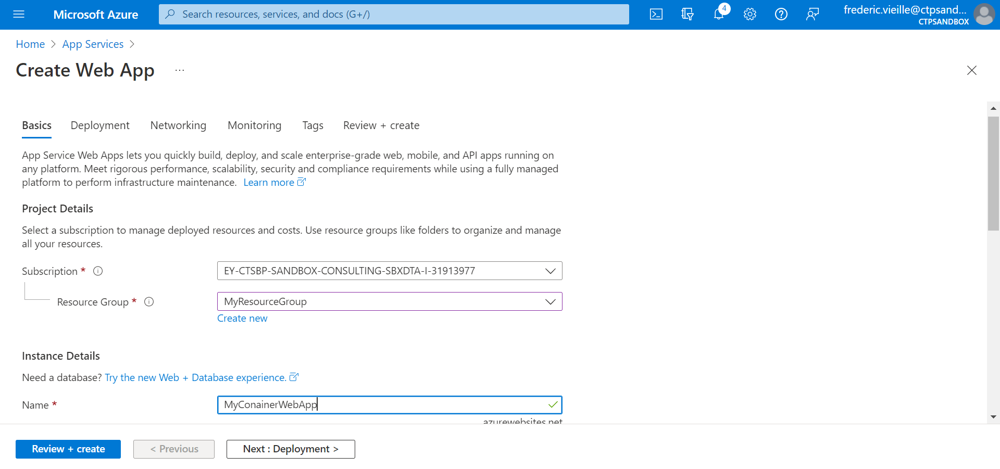 Microsoft Azure
Search resources, services, and docs (G+/)
4
frederic.vieille@ctpsand...
CTPSANDBOX
Home > App Services >
Create Web App ...
Basics Deployment Networking Monitoring Tags Review + create
App Service Web Apps lets you quickly build, deploy, and scale enterprise-grade web, mobile, and API apps running on
any platform. Meet rigorous performance, scalability, security and compliance requirements while using a fully managed
platform to perform infrastructure maintenance. Learn more
Project Details
Select a subscription to manage deployed resources and costs. Use resource groups like folders to organize and manage
all your resources.
Subscription * EY-CTSBP-SANDBOX-CONSULTING-SBXDTA-I-31913977
Resource Group * MyResourceGroup
Create new
Instance Details
Need a database? Try the new Web + Database experience.
Name * MyConainerWebApp
azurewebsites.net
Review + create < Previous Next : Deployment >